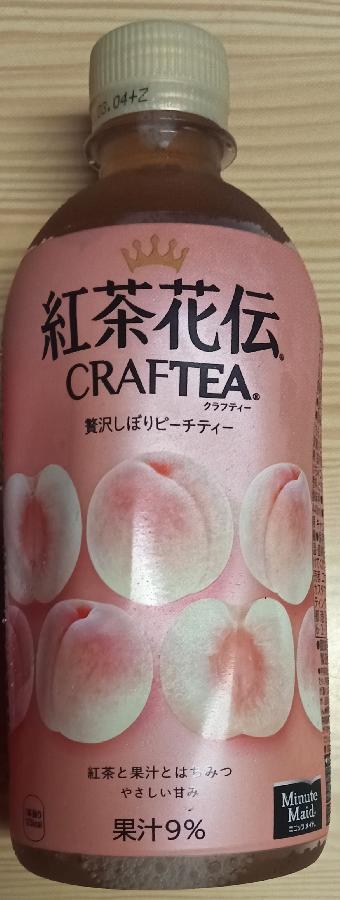 03.04+Z
紅茶花伝®
CRAFTEA®
クラフティー
贅沢しぼりピーチティー
紅茶と果汁とはちみつ
やさしい甘み
果汁9%
Minute
Maid®
ミニッツメイド®